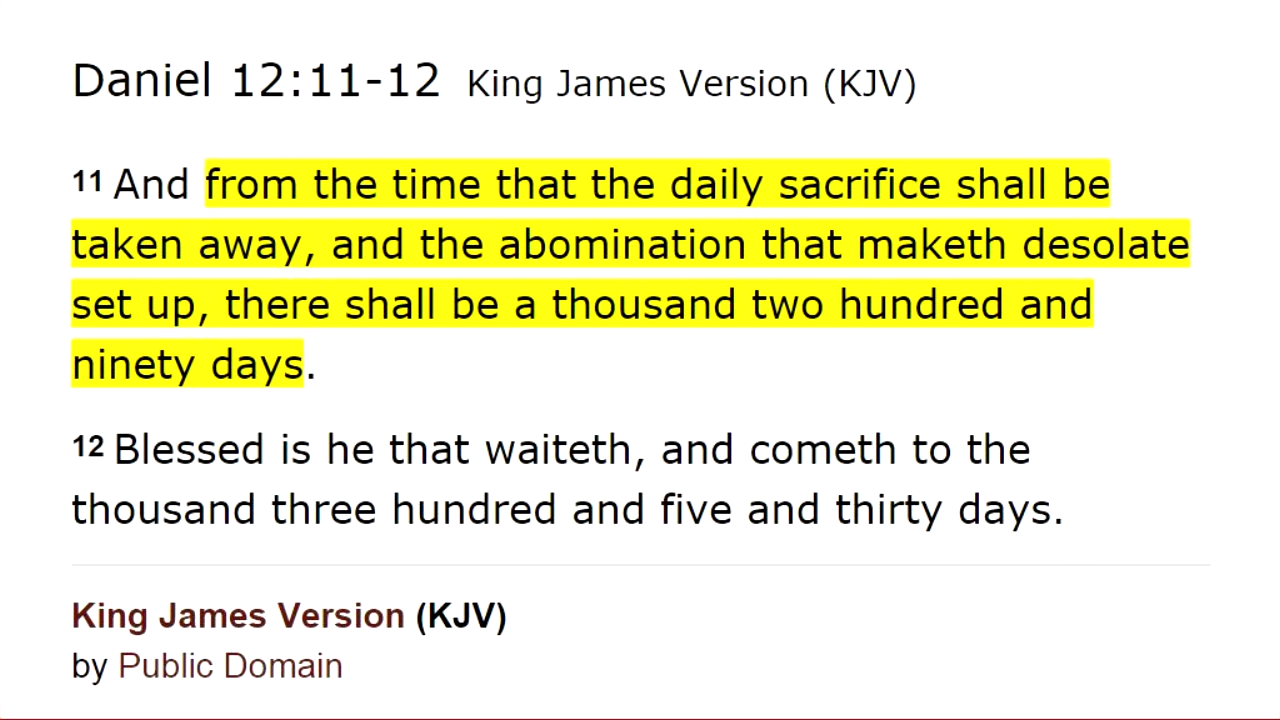 Daniel 12:11-12 King James Version (KJV)
11 And from the time that the daily sacrifice shall be
taken away, and the abomination that maketh desolate
set up, there shall be a thousand two hundred and
ninety days.
12 Blessed is he that waiteth, and cometh to the
thousand three hundred and five and thirty days.
King James Version (KJV)
by Public Domain